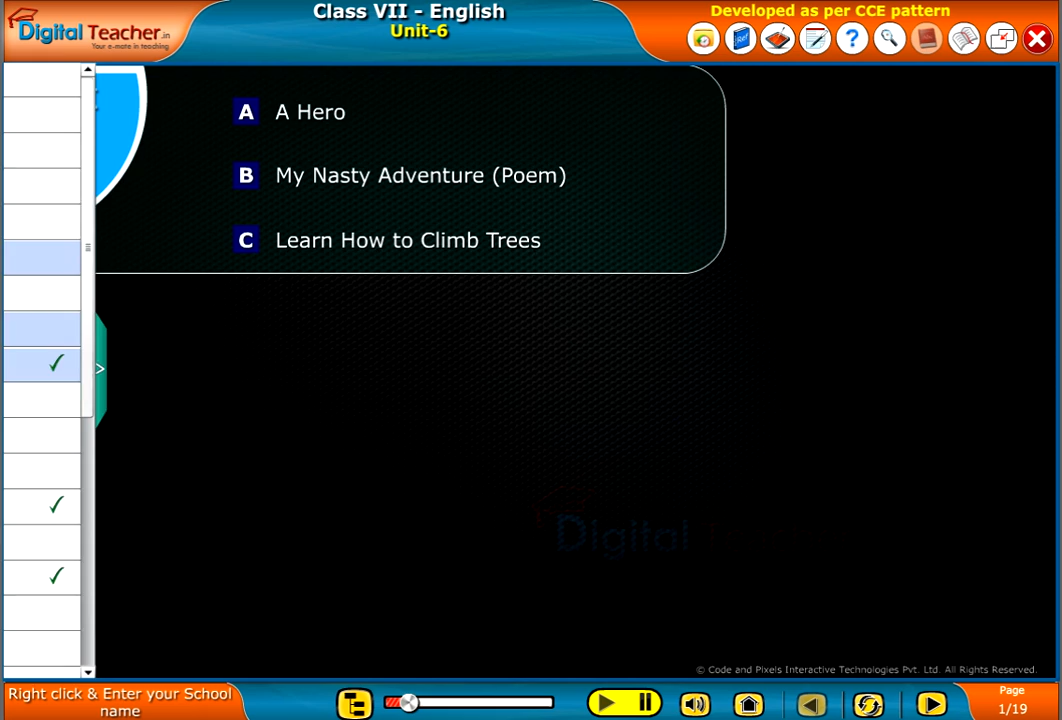 Digital Teacher.in
Your e-mate in teaching
Class VII - English
Unit-6
Developed as per CCE pattern
Ref
?
A A Hero
B My Nasty Adventure (Poem)
C Learn How to Climb Trees
>
Digital
© Code and Pixels Interactive Technologies Pvt. Ltd. All Rights Reserved.
Right click & Enter your School
name
Page
1/19